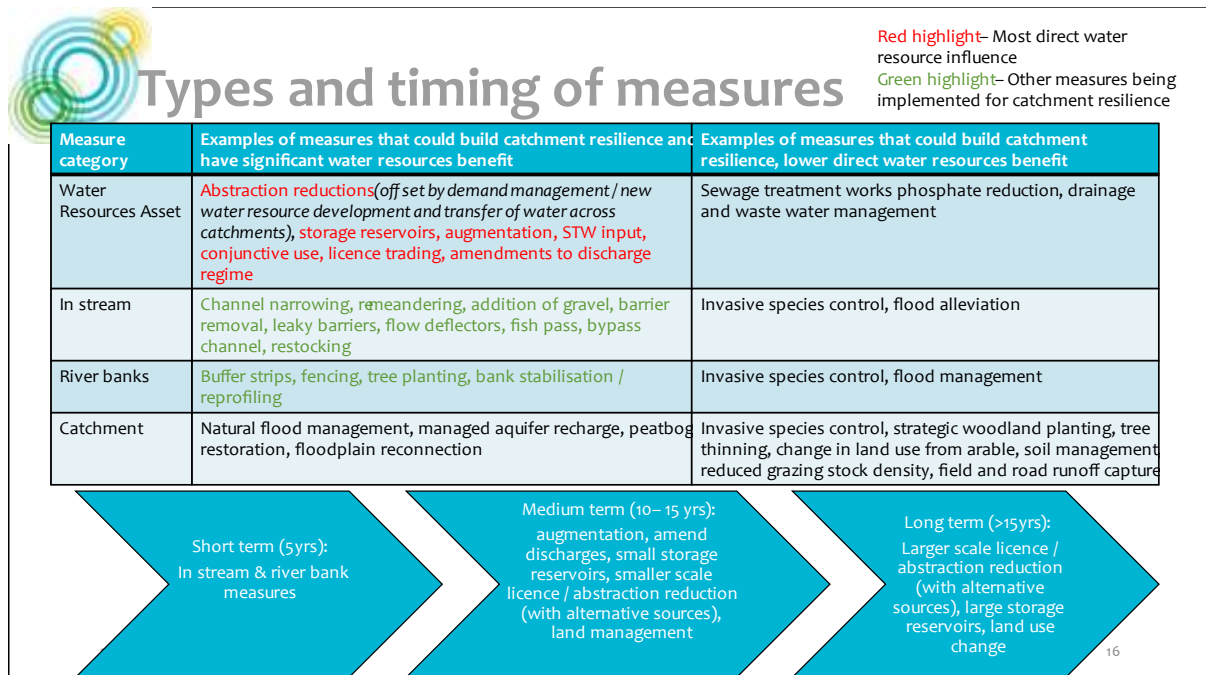 Red highlight– Most direct water
resource influence
Green highlight– Other measures being
implemented for catchment resilience
Types and timing of measures
Measure
category
Examples of measures that could build catchment resilience and
have significant water resources benefit
Examples of measures that could build catchment
resilience, lower direct water resources benefit
Water
Resources Asset
Abstraction reductions(off set by demand management / new
water resource development and transfer of water across
catchments), storage reservoirs, augmentation, STW input,
conjunctive use, licence trading, amendments to discharge
regime
Sewage treatment works phosphate reduction, drainage
and waste water management
In stream
Channel narrowing, remeandering, addition of gravel, barrier
removal, leaky barriers, flow deflectors, fish pass, bypass
channel, restocking
Invasive species control, flood alleviation
River banks
Buffer strips, fencing, tree planting, bank stabilisation /
reprofiling
Invasive species control, flood management
Catchment
Natural flood management, managed aquifer recharge, peatbog
restoration, floodplain reconnection
Invasive species control, strategic woodland planting, tree
thinning, change in land use from arable, soil management
reduced grazing stock density, field and road runoff capture
Short term (5yrs):
In stream & river bank
measures
Medium term (10– 15 yrs):
augmentation, amend
discharges, small storage
reservoirs, smaller scale
licence / abstraction reduction
(with alternative sources),
land management
Long term (>15yrs):
Larger scale licence /
abstraction reduction
(with alternative
sources), large storage
reservoirs, land use
change
16